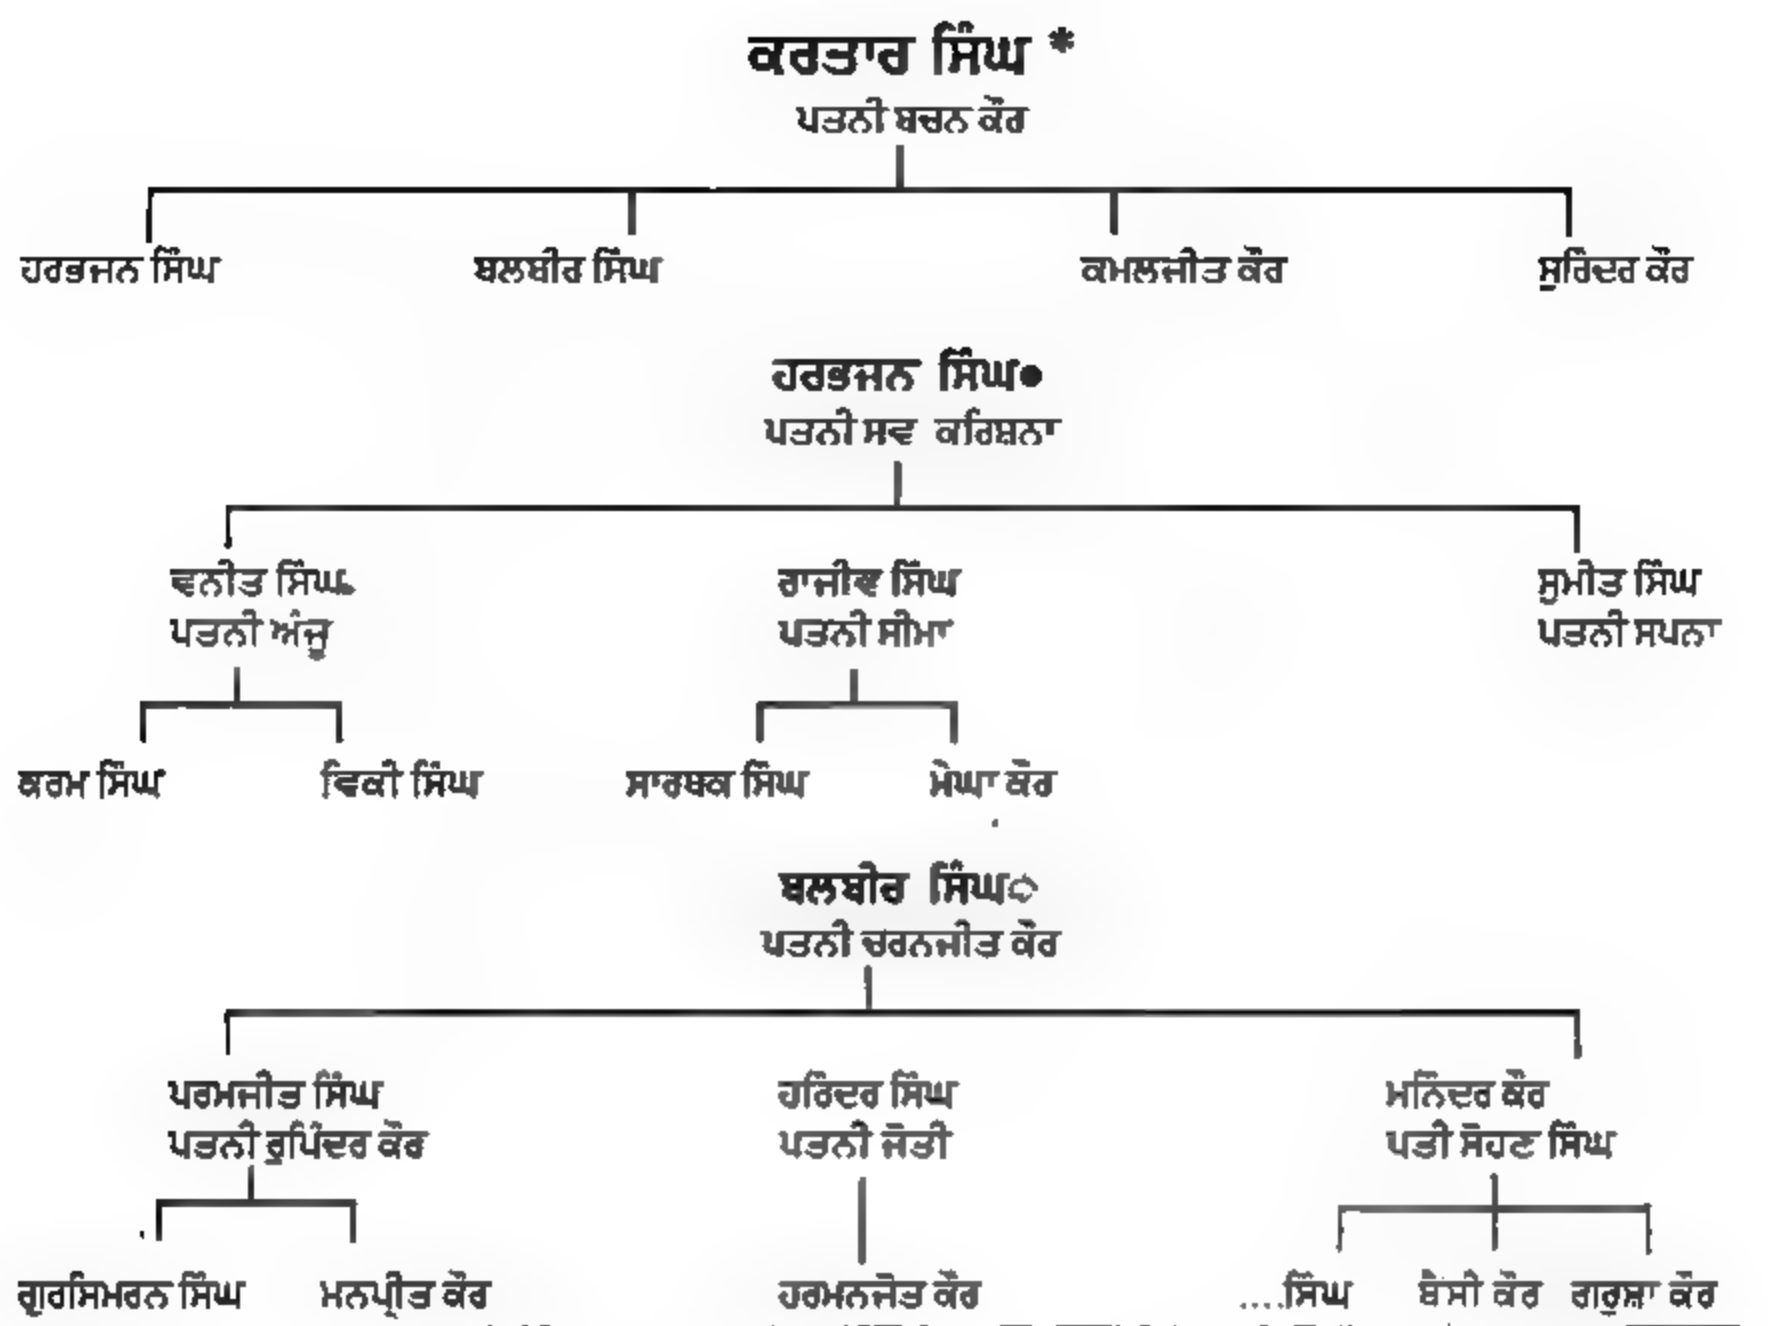 ਕਰਤਾਰ ਸਿੰਘ *
ਪਤਨੀ ਬਚਨ ਕੌਰ
ਹਰਭਜਨ ਸਿੰਘ ਬਲਬੀਰ ਸਿੰਘ ਕਮਲਜੀਤ ਕੌਰ ਸੁਰਿੰਦਰ ਕੌਰ
ਹਰਭਜਨ ਸਿੰਘ
ਪਤਨੀ ਸਵ ਕਰਿਸ਼ਨਾ
ਵਨੀਤ ਸਿੰਘ ਰਾਜੀਵ ਸਿੰਘ ਸੁਮੀਤ ਸਿੰਘ
ਪਤਨੀ ਅੰਜੂ ਪਤਨੀ ਸੀਮਾ ਪਤਨੀ ਸਪਨਾ
ਕਰਮ ਸਿੰਘ ਵਿਕੀ ਸਿੰਘ ਸਾਰਥਕ ਸਿੰਘ ਮੇਘਾ ਕੌਰ
ਬਲਬੀਰ ਸਿੰਘ
ਪਤਨੀ ਚਰਨਜੀਤ ਕੌਰ
ਪਰਮਜੀਤ ਸਿੰਘ ਹਰਿੰਦਰ ਸਿੰਘ ਮਨਿੰਦਰ ਕੌਰ
ਪਤਨੀ ਰੁਪਿੰਦਰ ਕੌਰ ਪਤਨੀ ਜੋਤੀ ਪਤੀ ਸੋਹਣ ਸਿੰਘ
ਗੁਰਸਿਮਰਨ ਸਿੰਘ ਮਨਪ੍ਰੀਤ ਕੌਰ ਹਰਮਨਜੋਤ ਕੌਰ ....ਸਿੰਘ ਕੌਰ ਕੌਰ